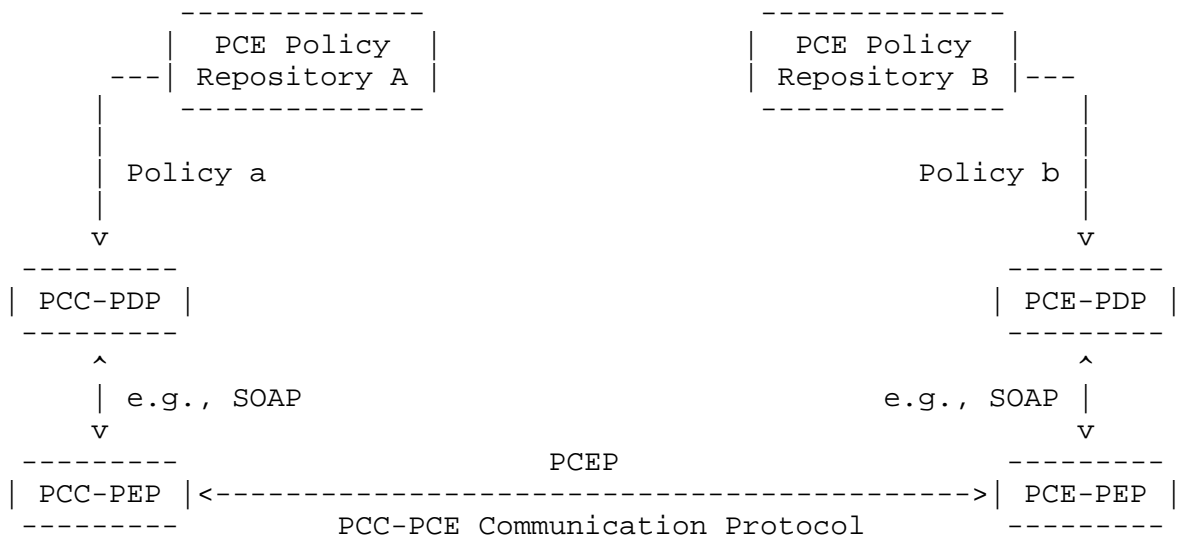 PCE Policy PCE Policy
Repository A Repository B
Policy a Policy b
v v
PCC-PDP PCE-PDP
e.g., SOAP e.g., SOAP
v v
PCEP
PCC-PEP PCE-PEP
PCC-PCE Communication Protocol